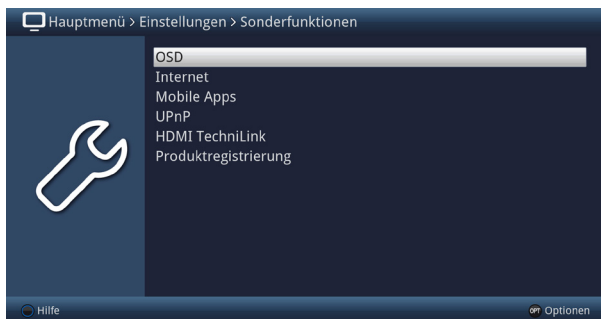 Hauptmenü > Einstellungen > Sonderfunktionen
OSD
Internet
Mobile Apps
UPnP
HDMI TechniLink
Produktregistrierung
Hilfe
OPT Optionen